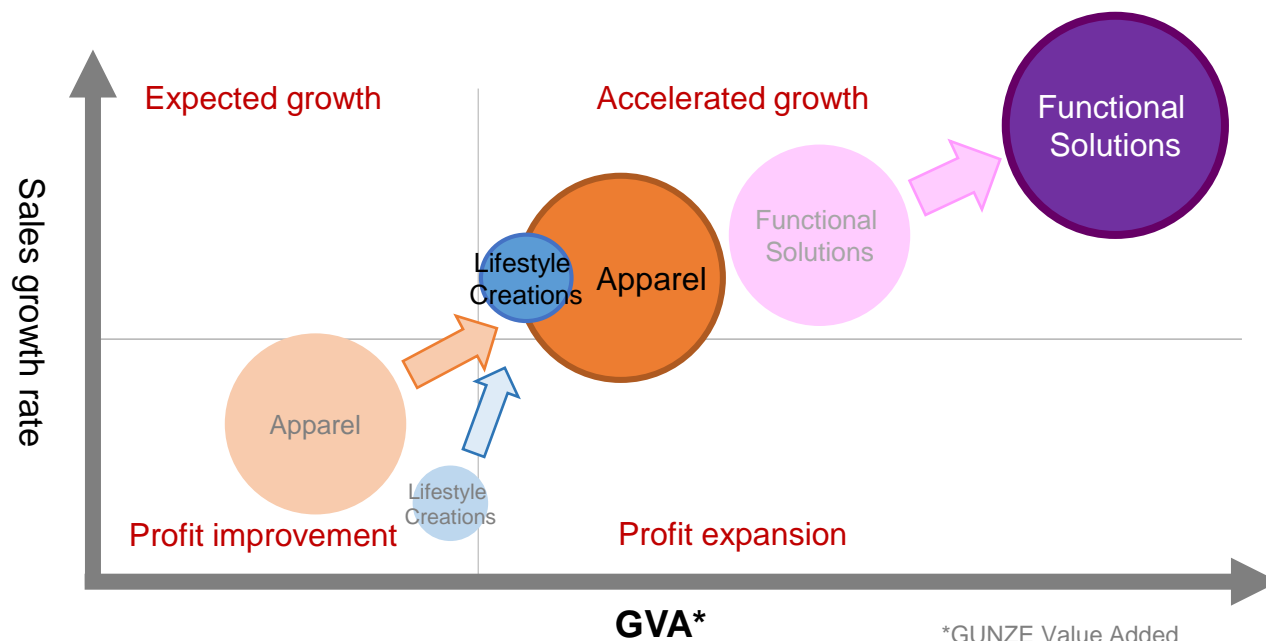 Expected growth
Accelerated growth
Functional
Solutions
Functional
Solutions
Lifestyle
Creations
Apparel
Apparel
Lifestyle
Creations
Profit improvement
Profit expansion
Sales growth rate
GVA*
*GUNZE Value Added